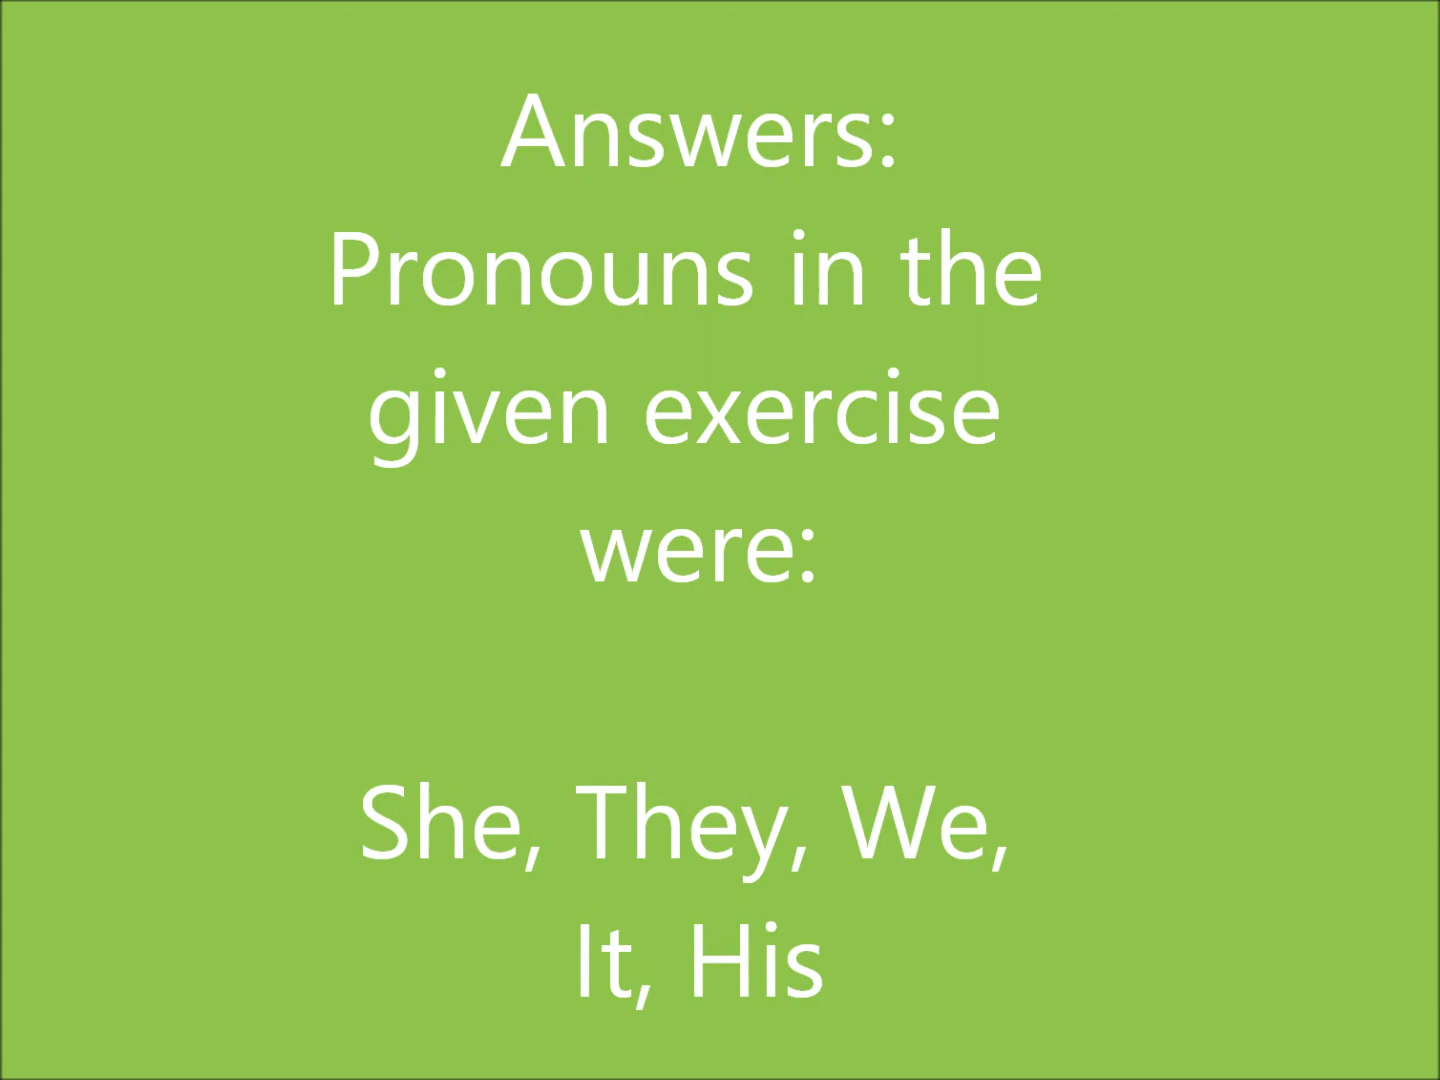 Answers:
Pronouns in the
given exercise
were:
She, They, We,
It, His